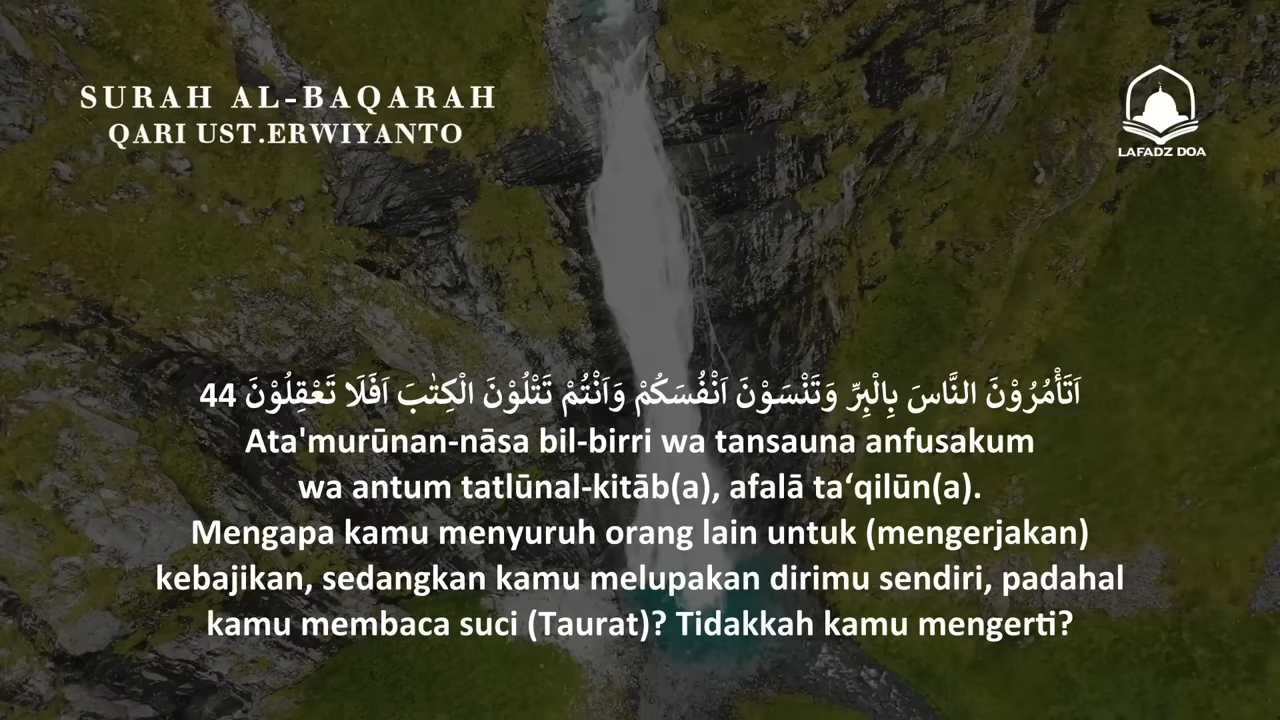 SURAH AL-BAQARAH
QARI UST.ERWIYANTO
LAFADZ DOA
اَتَأْمُرُوْنَ النَّاسَ بِالْبِرِّ وَتَنْسَوْنَ اَنْفُسَكُمْ وَاَنْتُمْ تَتْلُوْنَ الْكِتٰبَ اَفَلَا تَعْقِلُوْنَ 44
Ata'murūnan-nāsa bil-birri wa tansauna anfusakum
wa antum tatlūnal-kitāb(a), afalā ta‘qilūn(a).
Mengapa kamu menyuruh orang lain untuk (mengerjakan)
kebajikan, sedangkan kamu melupakan dirimu sendiri, padahal
kamu membaca suci (Taurat)? Tidakkah kamu mengerti?